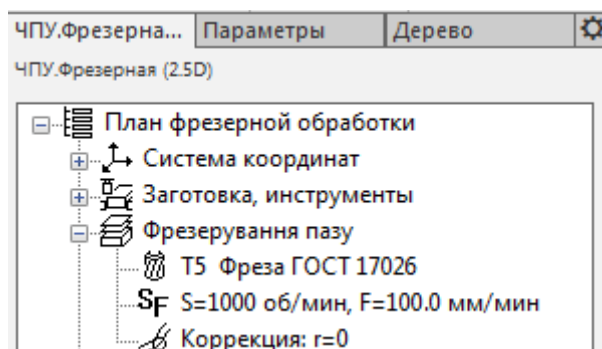 ЧПУ.Фрезерна... Параметры Дерево
ЧПУ.Фрезерная (2.5D)
План фрезерной обработки
Система координат
Заготовка, инструменты
Фрезерування пазу
T5 Фреза ГОСТ 17026
SF S=1000 об/мин, F=100.0 мм/мин
Коррекция: r=0